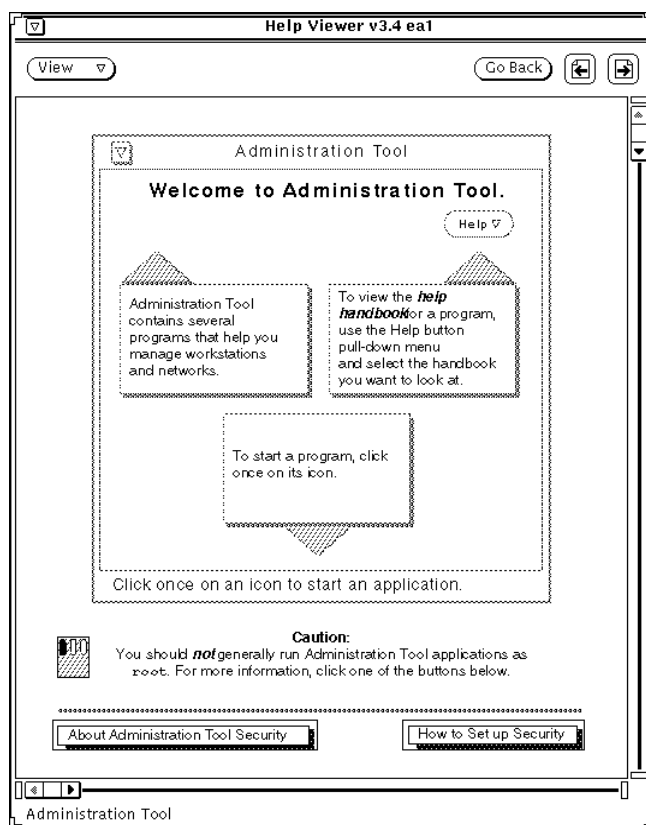 Help Viewer v3.4 ea1
View
Go Back
Administration Tool
Welcome to Administration Tool.
Help
Administration Tool
contains several
programs that help you
manage workstations
and networks.
To view the help
handbook for a program,
use the Help button
pull-down menu
and select the handbook
you want to look at.
To start a program, click
once on its icon.
Click once on an icon to start an application.
Caution:
You should not generally run Administration Tool applications as
root. For more information, click one of the buttons below.
About Administration Tool Security
How to Set up Security
Administration Tool